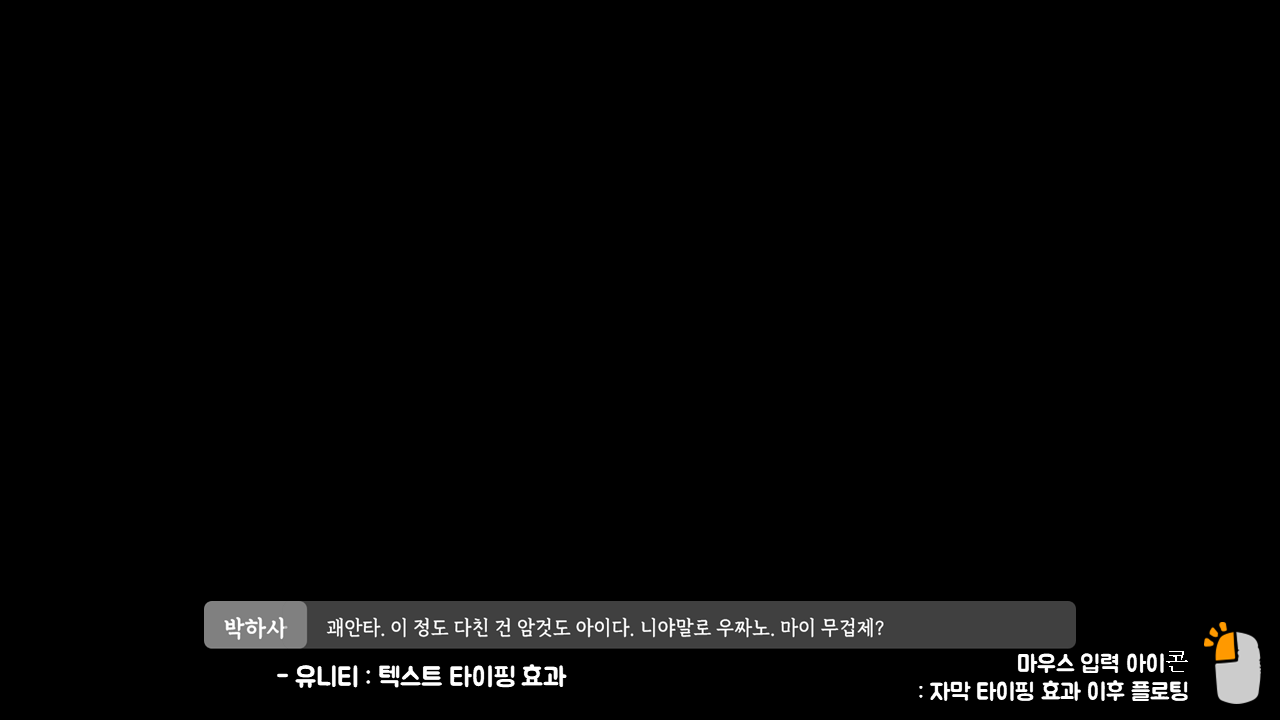 박하사 괘안타. 이 정도 다친 건 암것도 아이다. 니야말로 우짜노. 마이 무겁제?
- 유니티 : 텍스트 타이핑 효과
마우스 입력 아이콘
: 자막 타이핑 효과 이후 플로팅